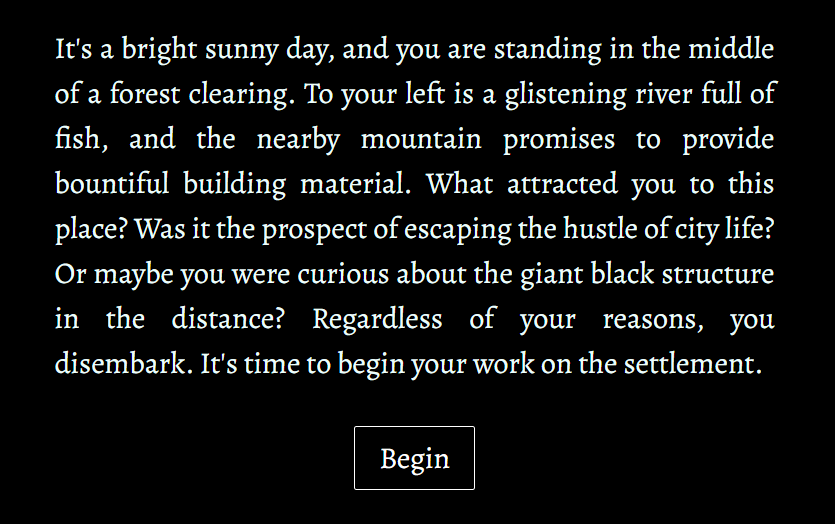 It's a bright sunny day, and you are standing in the middle
of a forest clearing. To your left is a glistening river full of
fish, and the nearby mountain promises to provide
bountiful building material. What attracted you to this
place? Was it the prospect of escaping the hustle of city life?
Or maybe you were curious about the giant black structure
in the distance? Regardless of your reasons, you
disembark. It's time to begin your work on the settlement.
Begin